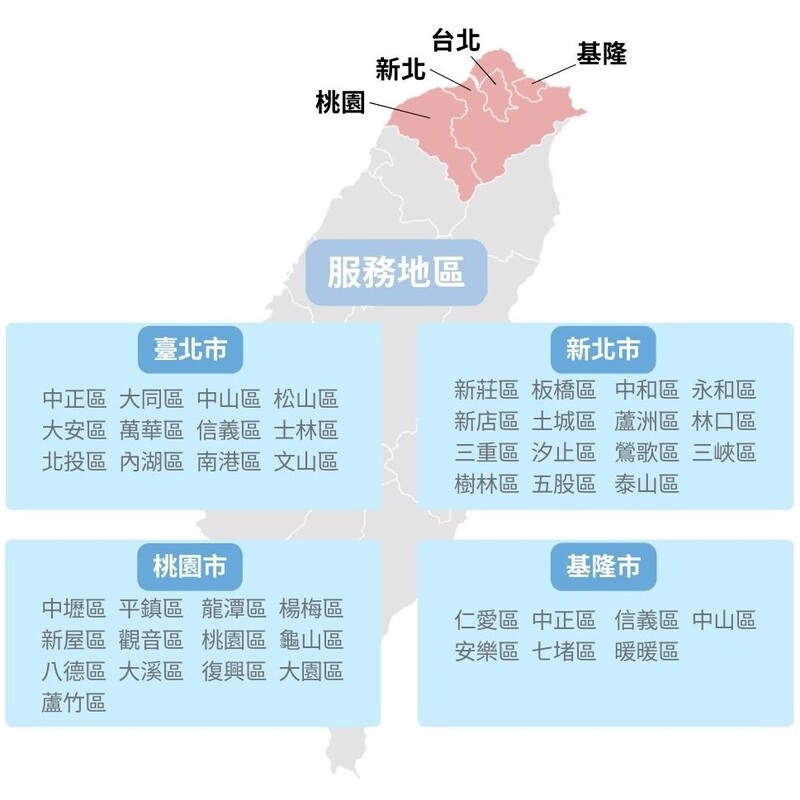 台北
基隆
新北
桃園
服務地區
臺北市
中正區 大同區 中山區 松山區
大安區 萬華區 信義區 士林區
北投區 內湖區 南港區 文山區
新北市
新莊區 板橋區 中和區 永和區
新店區 土城區 蘆洲區 林口區
三重區 汐止區 鶯歌區 三峽區
樹林區 五股區 泰山區
桃園市
中壢區 平鎮區 龍潭區 楊梅區
新屋區 觀音區 桃園區 龜山區
八德區 大溪區 復興區 大園區
蘆竹區
基隆市
仁愛區 中正區 信義區 中山區
安樂區 七堵區 暖暖區